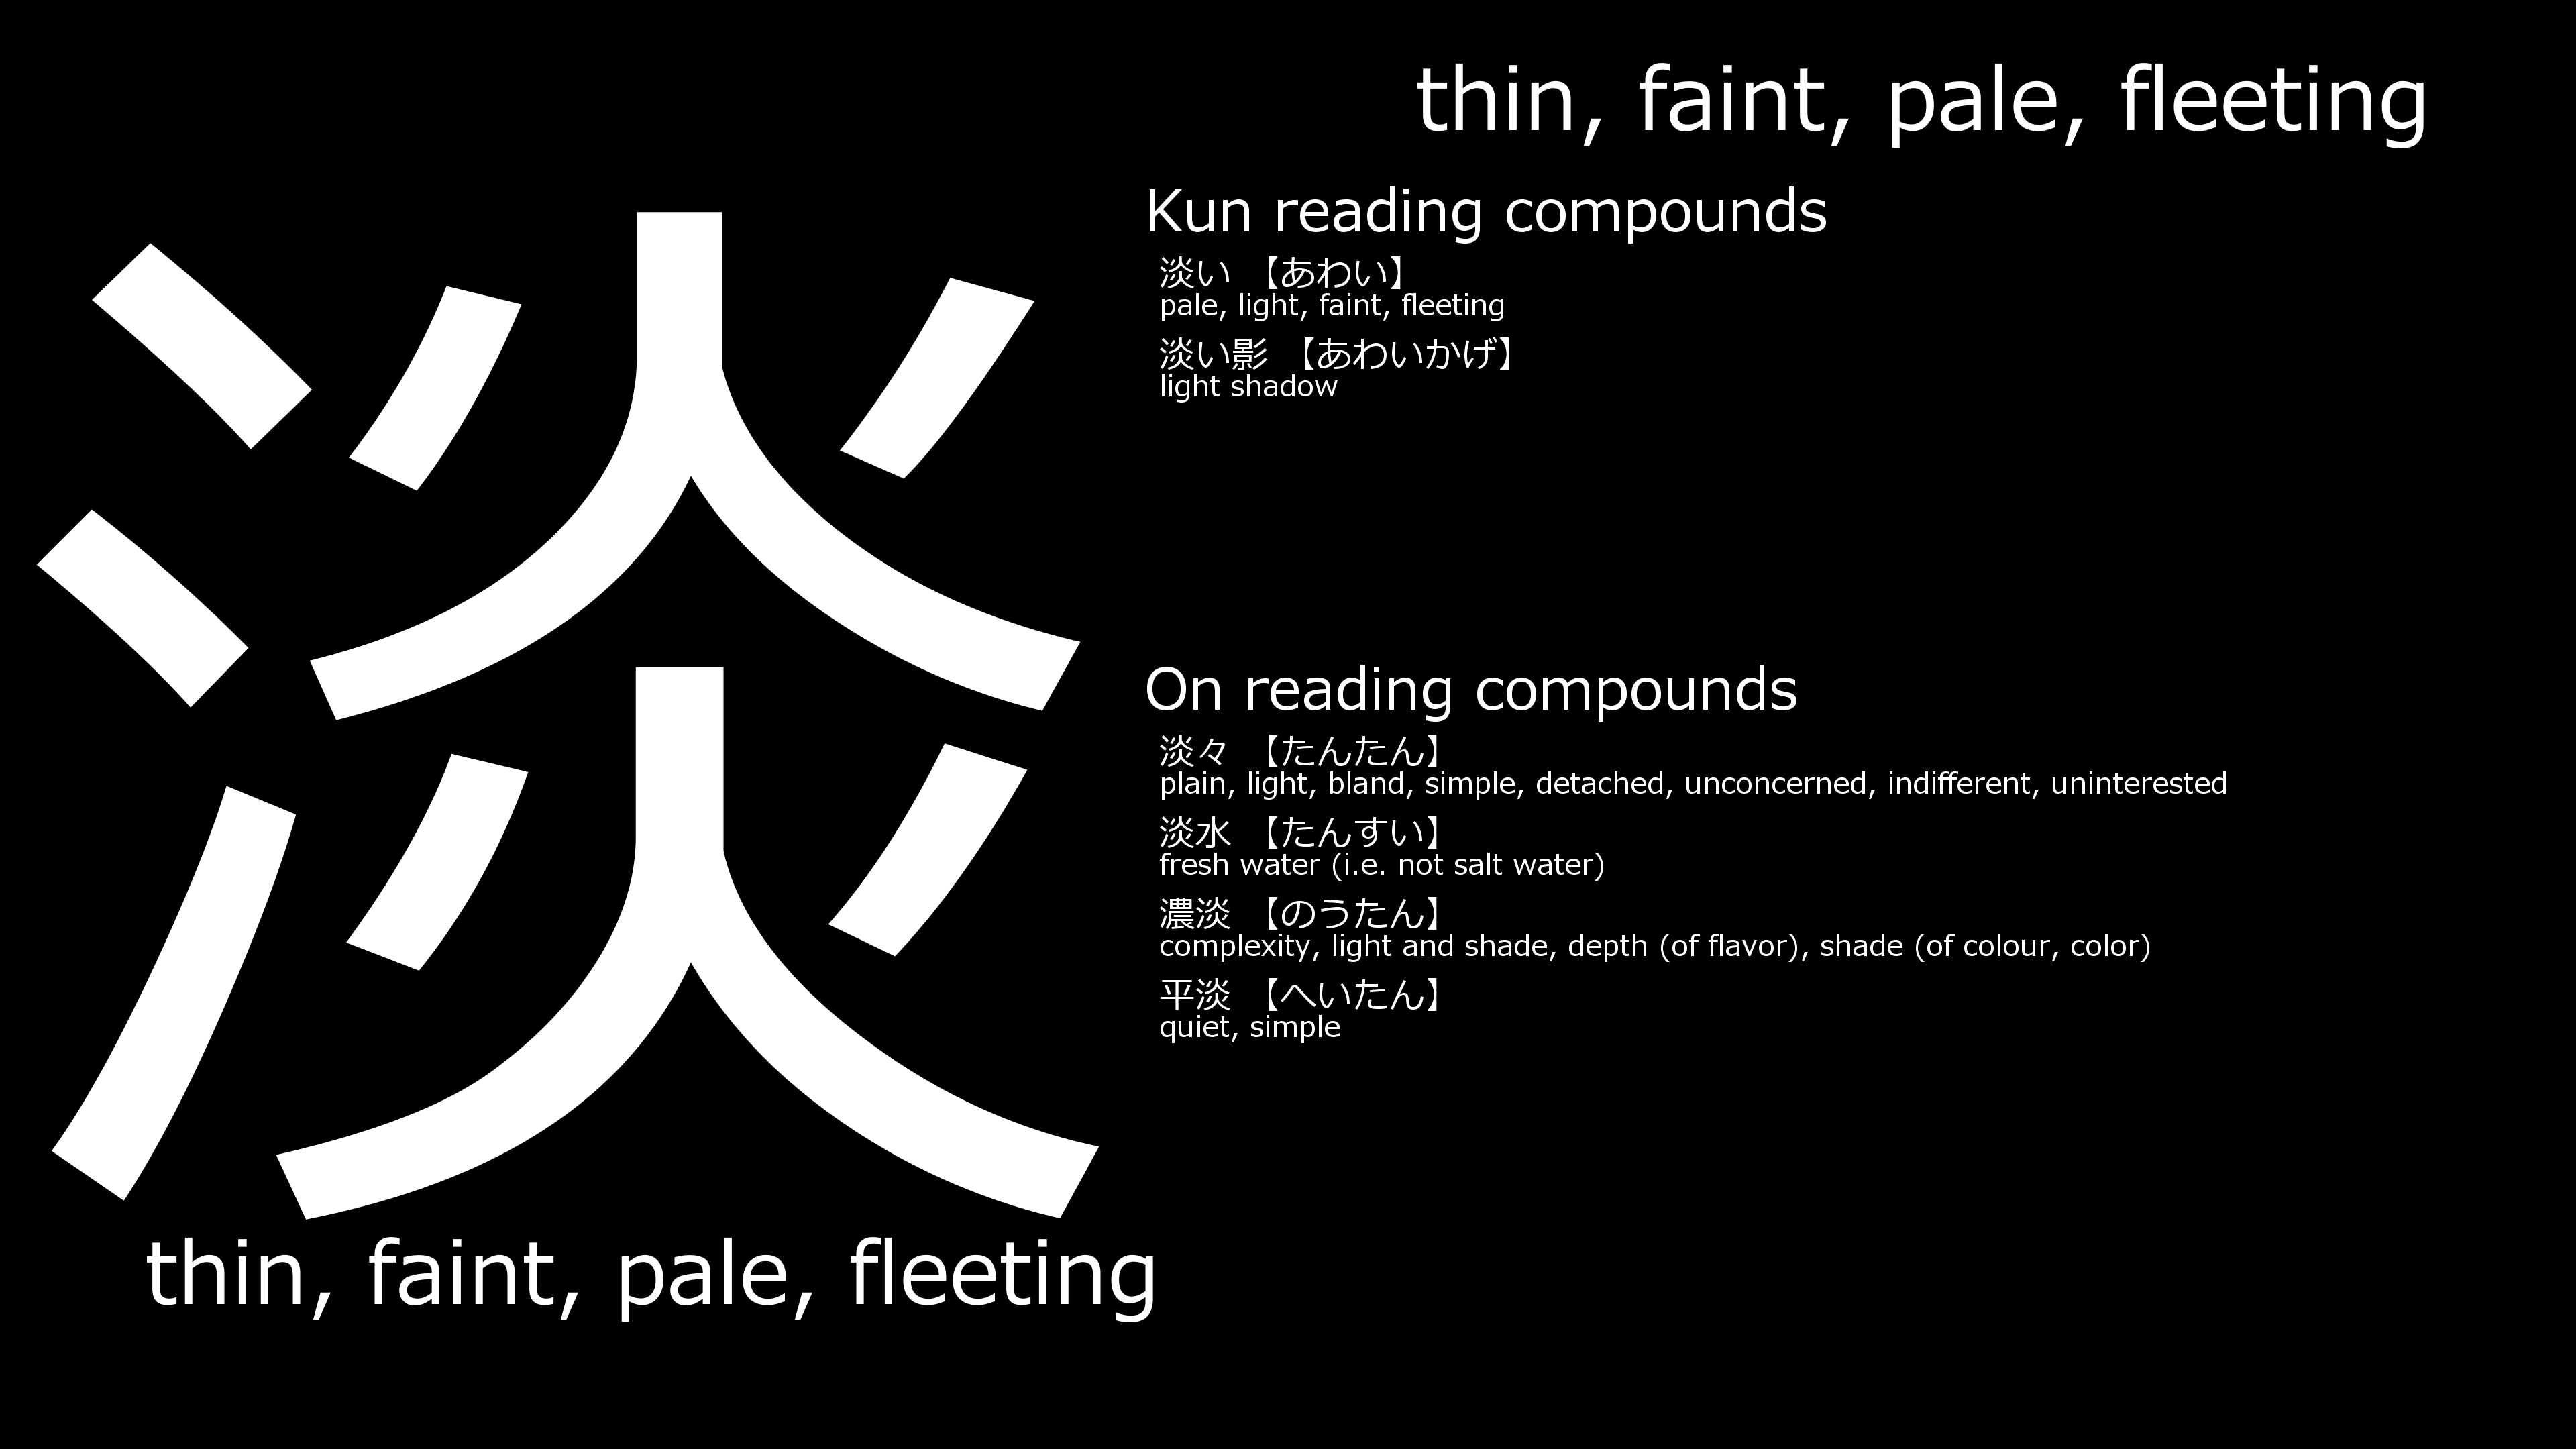 淡
thin, faint, pale, fleeting
thin, faint, pale, fleeting
Kun reading compounds
淡い 【あわい】
pale, light, faint, fleeting
淡い影 【あわいかげ】
light shadow
On reading compounds
淡々 【たんたん】
plain, light, bland, simple, detached, unconcerned, indifferent, uninterested
淡水 【たんすい】
fresh water (i.e. not salt water)
濃淡 【のうたん】
complexity, light and shade, depth (of flavor), shade (of colour, color)
平淡 【へいたん】
quiet, simple